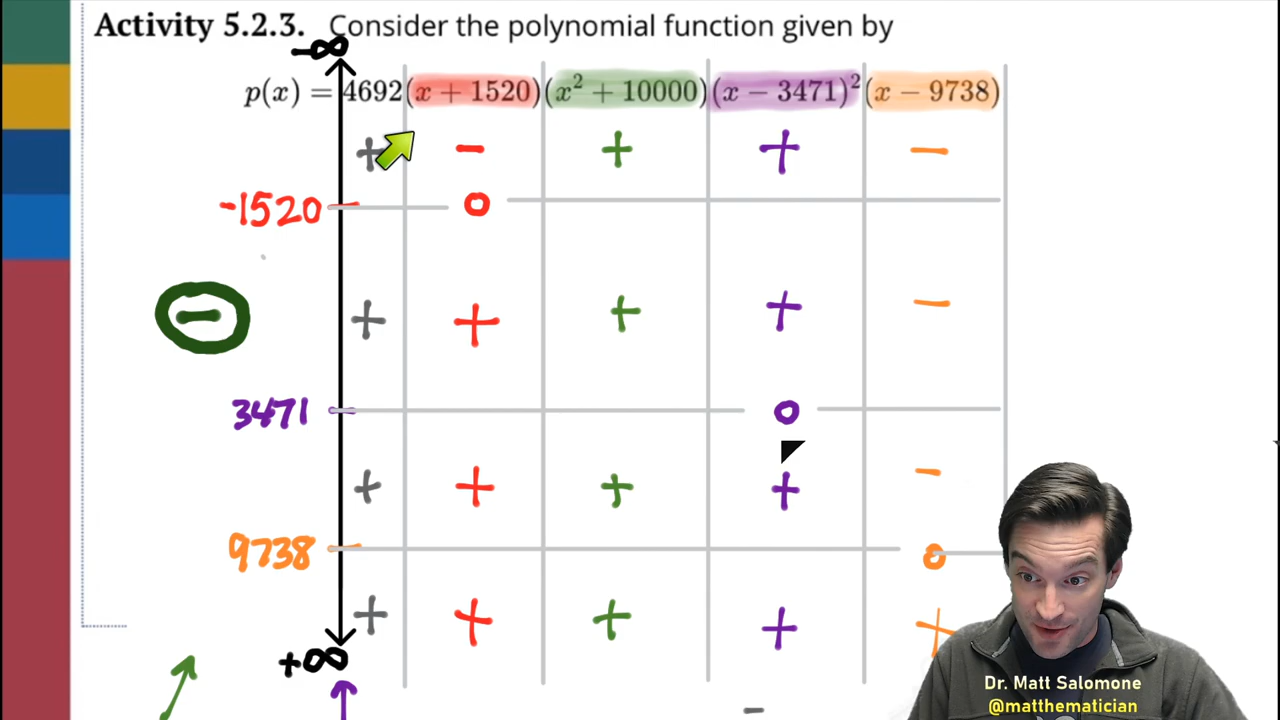 Activity 5.2.3. Consider the polynomial function given by
-∞
p(x) = 4692(x + 1520)(x² + 10000)(x − 3471)²(x − 9738)
+ − + + −
-1520 0
− + + + + −
3471 0
+ + + + −
9738 0
+ + + + +
+∞
−
Dr. Matt Salomone
@matthematician